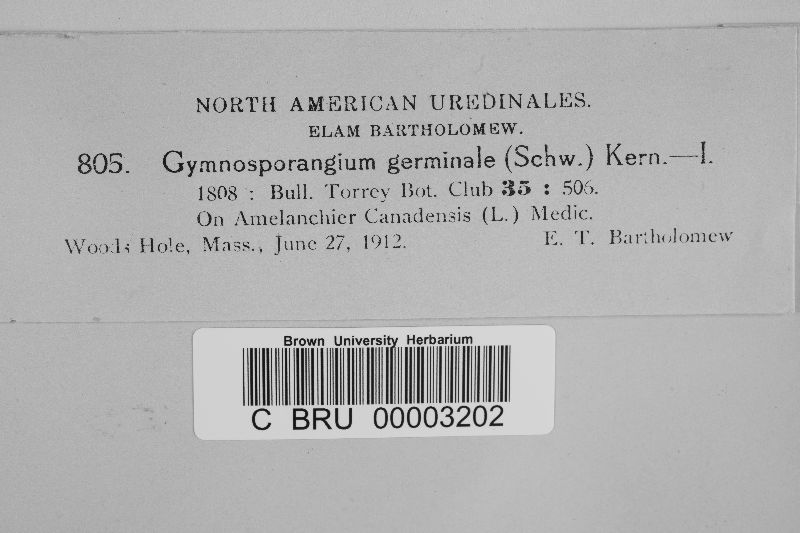 NORTH AMERICAN UREDINALES.
ELAM BARTHOLOMEW.
805. Gymnosporangium germinale (Schw.) Kern.—I.
1808 : Bull. Torrey Bot. Club 35 : 506.
On Amelanchier Canadensis (L.) Medic.
Woods Hole, Mass., June 27, 1912. E. T. Bartholomew
Brown University Herbarium
C BRU 00003202